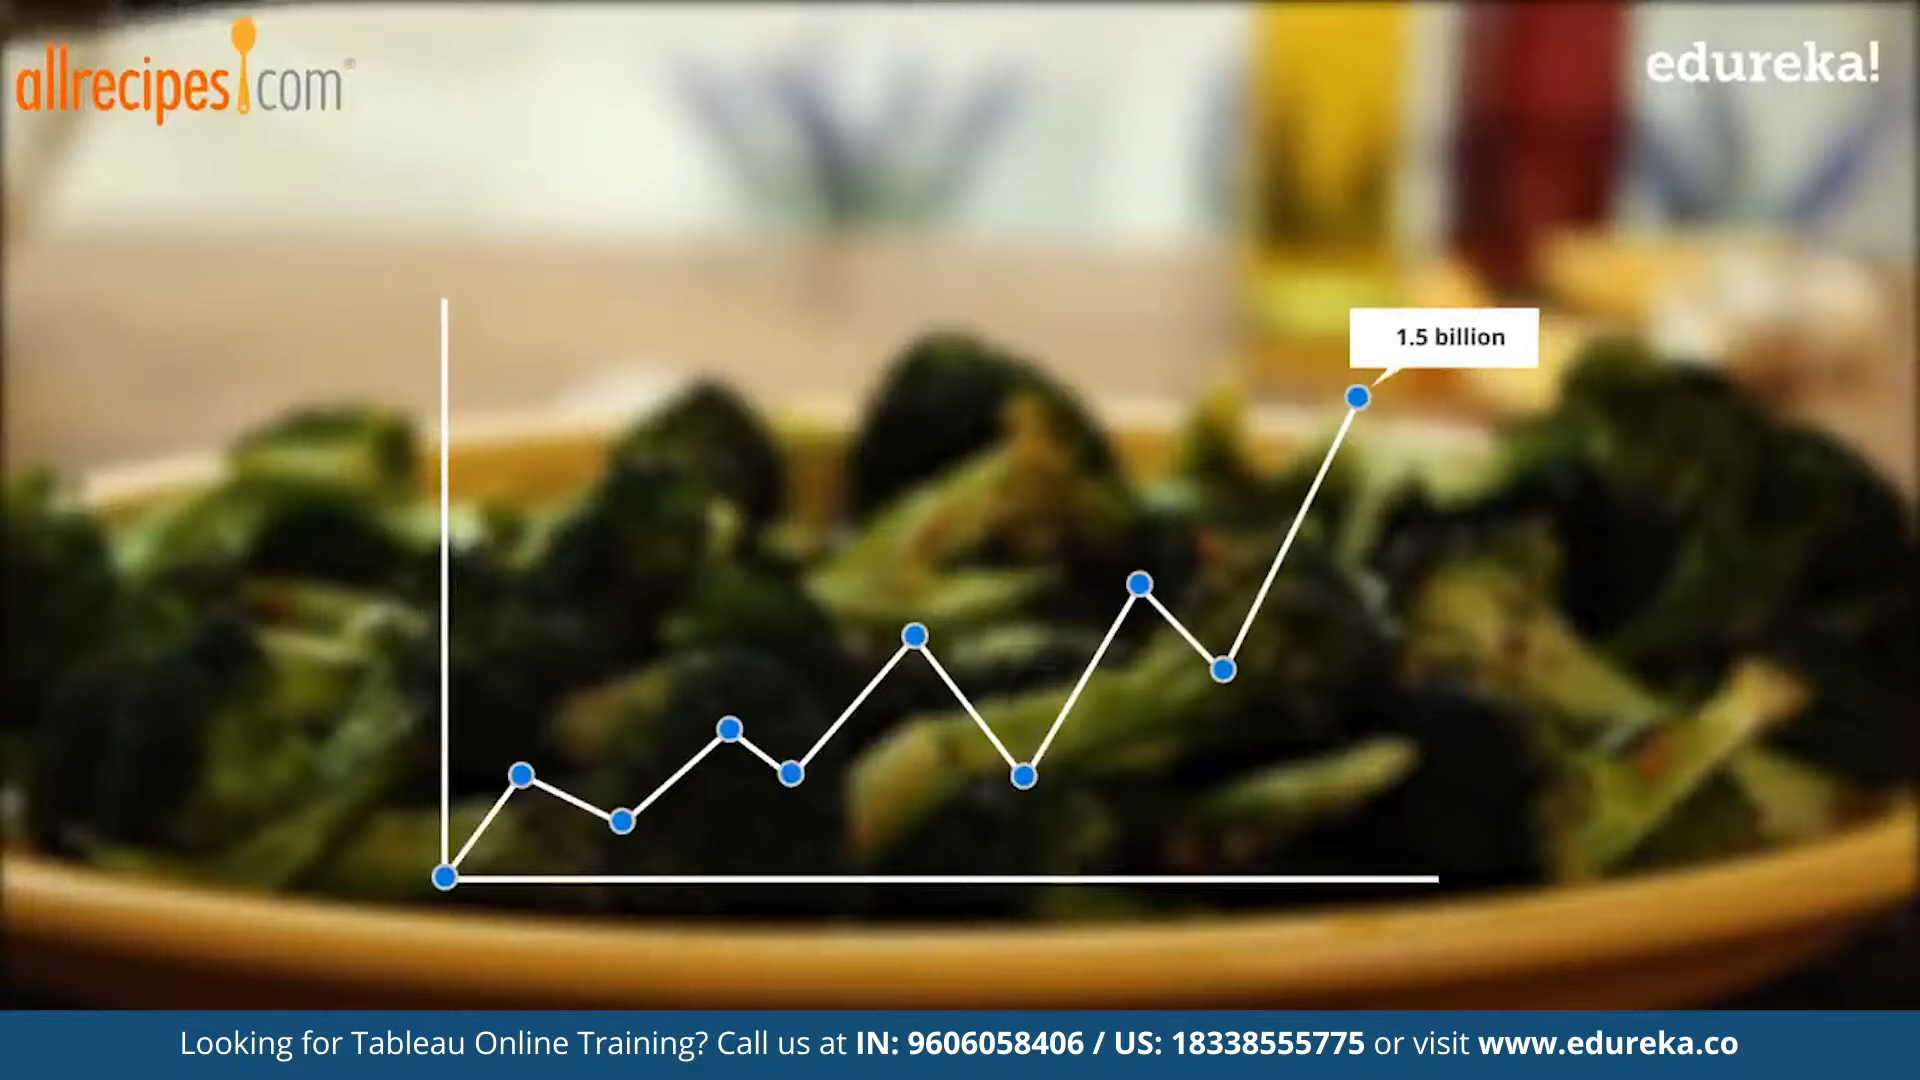 allrecipes.com®
edureka!
1.5 billion
Looking for Tableau Online Training? Call us at IN: 9606058406 / US: 18338555775 or visit www.edureka.co